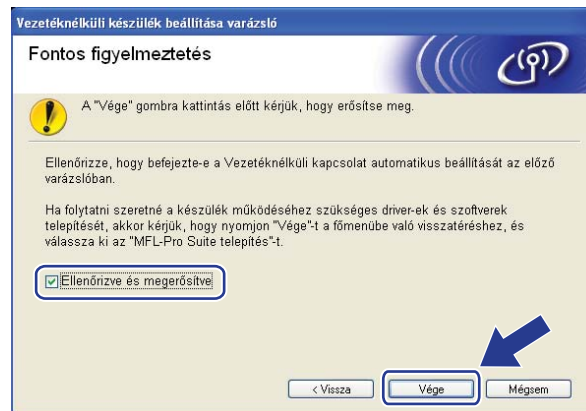 Vezetéknélküli készülék beállítása varázsló
Fontos figyelmeztetés
A "Vége" gombra kattintás előtt kérjük, hogy erősítse meg.
Ellenőrizze, hogy befejezte-e a Vezetéknélküli kapcsolat automatikus beállítását az előző
varázslóban.
Ha folytatni szeretné a készülék működéséhez szükséges driver-ek és szoftverek
telepítését, akkor kérjük, hogy nyomjon "Vége"-t a főmenübe való visszatéréshez, és
válassza ki az "MFL-Pro Suite telepítés"-t.
Ellenőrizve és megerősítve
< Vissza
Vége
Mégsem